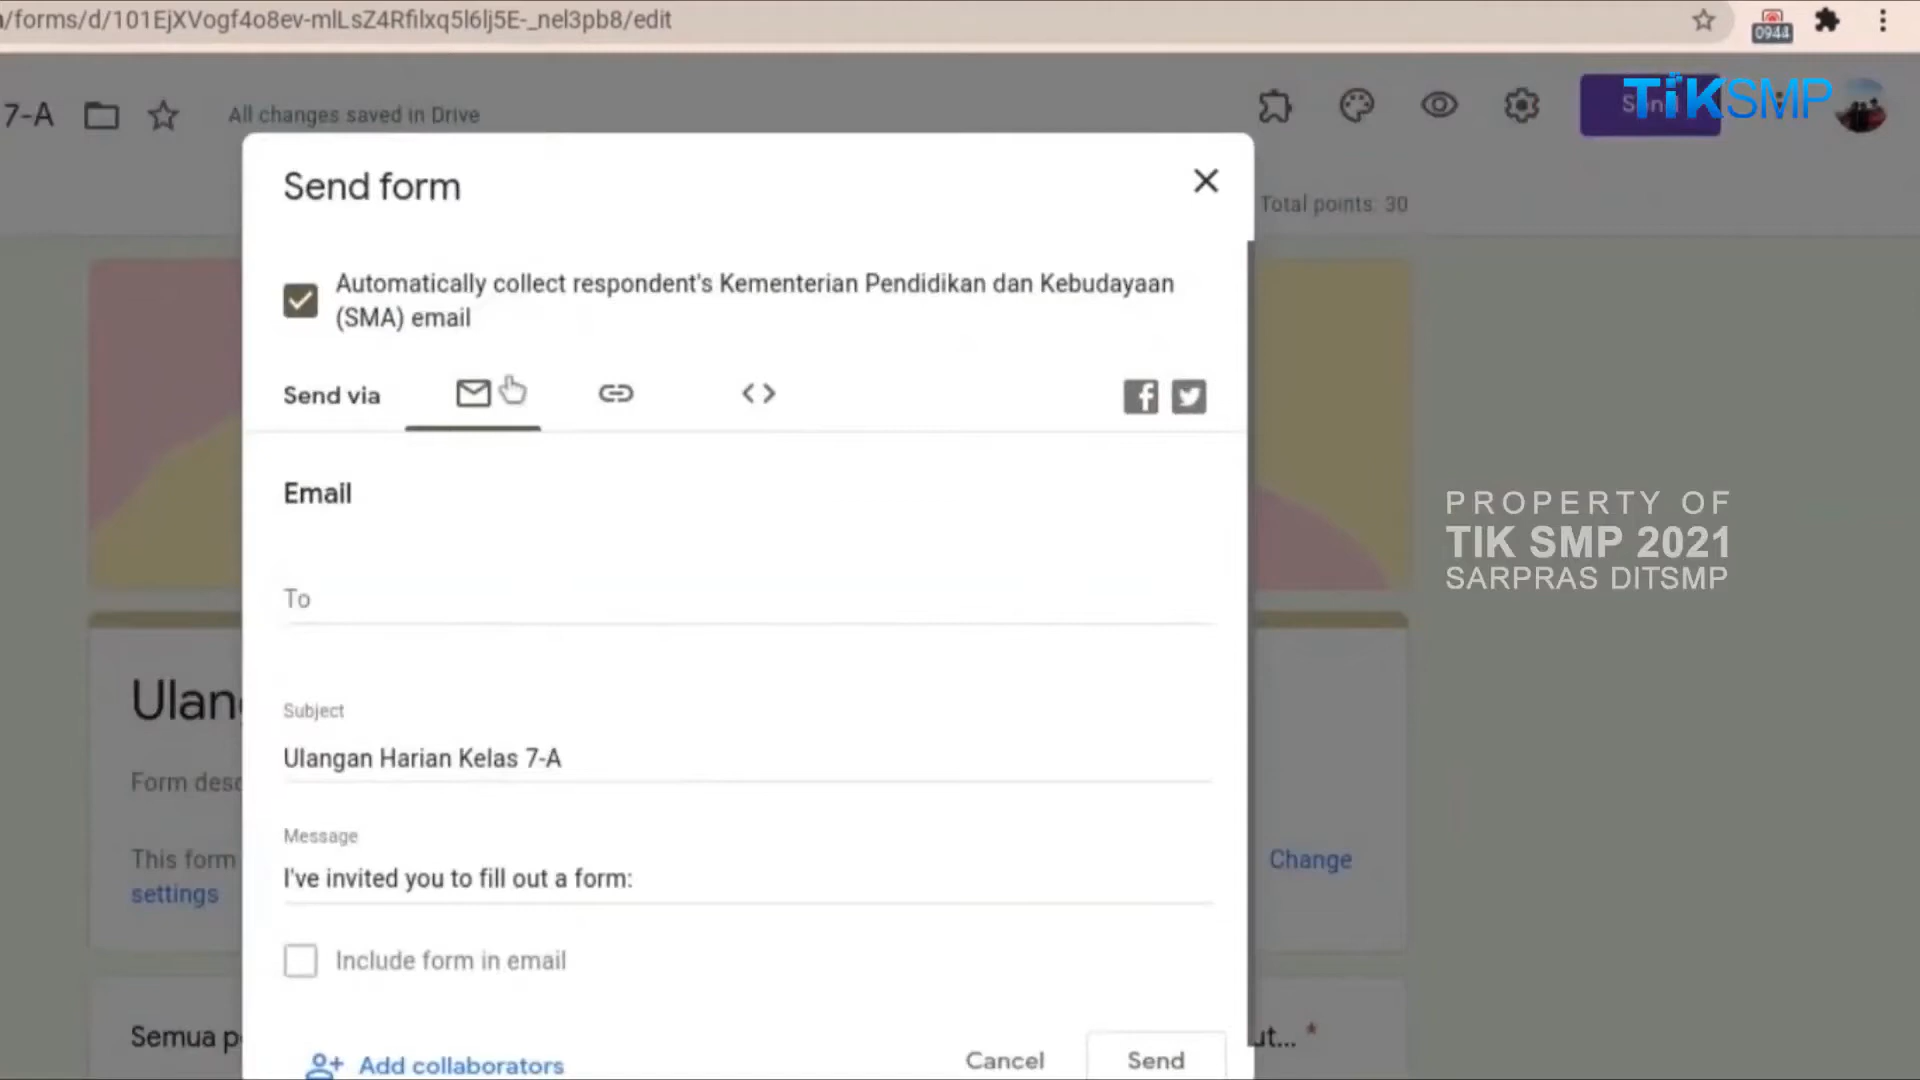 /forms/d/101EjXVogf4o8ev-mlLsZ4Rfilxq5l6lj5E-_nel3pb8/edit
0944
7-A
All changes saved in Drive
TiKSMP
Send form
Total points: 30
Automatically collect respondent's Kementerian Pendidikan dan Kebudayaan
(SMA) email
Send via
Email
PROPERTY OF
TIK SMP 2021
SARPRAS DITSMP
To
Ulang
Subject
Ulangan Harian Kelas 7-A
Form desc
Message
This form
Change
I've invited you to fill out a form:
settings
Include form in email
Semua p
ut... *
Add collaborators
Cancel
Send